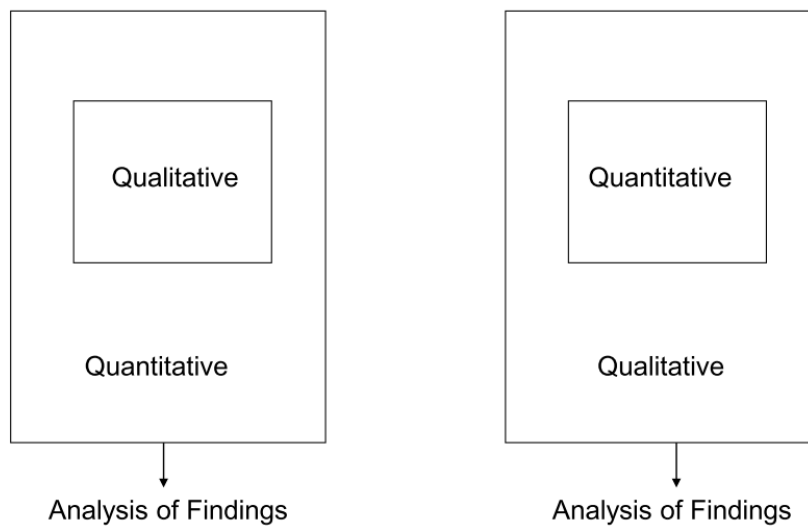 Qualitative
Quantitative
Analysis of Findings
Quantitative
Qualitative
Analysis of Findings